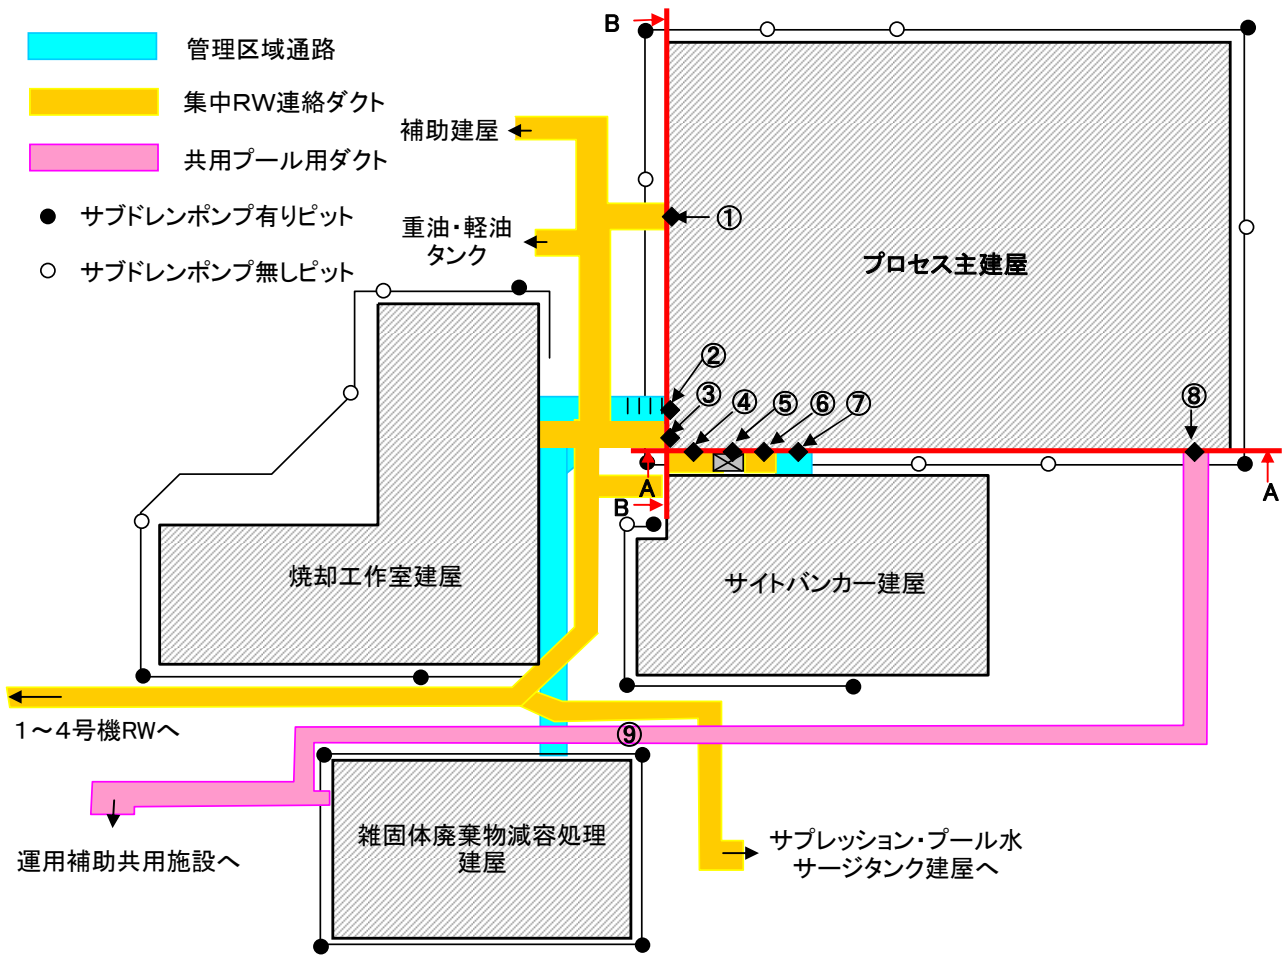 B
管理区域通路
集中RW連絡ダクト
補助建屋
共用プール用ダクト
サブドレンポンプ有りピット
重油・軽油
タンク
①
サブドレンポンプ無しピット
プロセス主建屋
②
③
④
⑤
⑥
⑦
⑧
A
A
B
焼却工作室建屋
サイトバンカー建屋
1～4号機RWへ
⑨
雑固体廃棄物減容処理
建屋
サプレッション・プール水
サージタンク建屋へ
運用補助共用施設へ